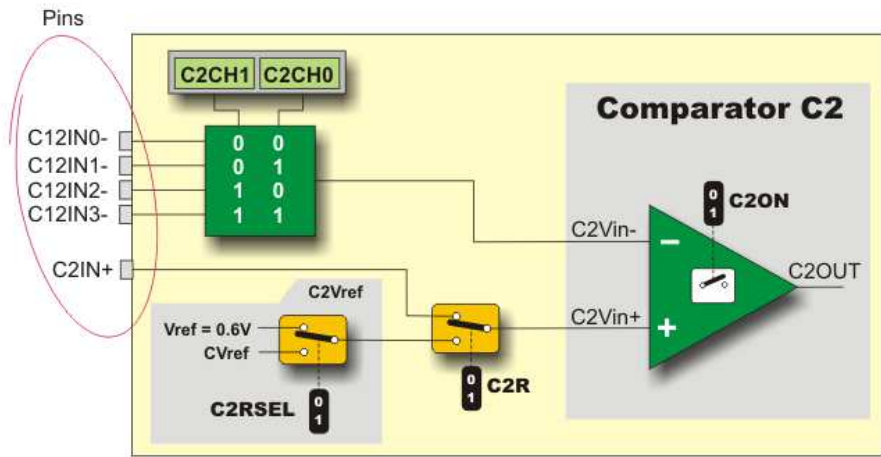 Pins
C2CH1 C2CH0
Comparator C2
C12IN0-
C12IN1-
C12IN2-
C12IN3-
0 0
0 1
1 0
1 1
0
1
C2ON
C2Vin-
C2OUT
C2IN+
C2Vref
Vref = 0.6V
CVref
C2Vin+
0
1
C2R
C2RSEL
0
1